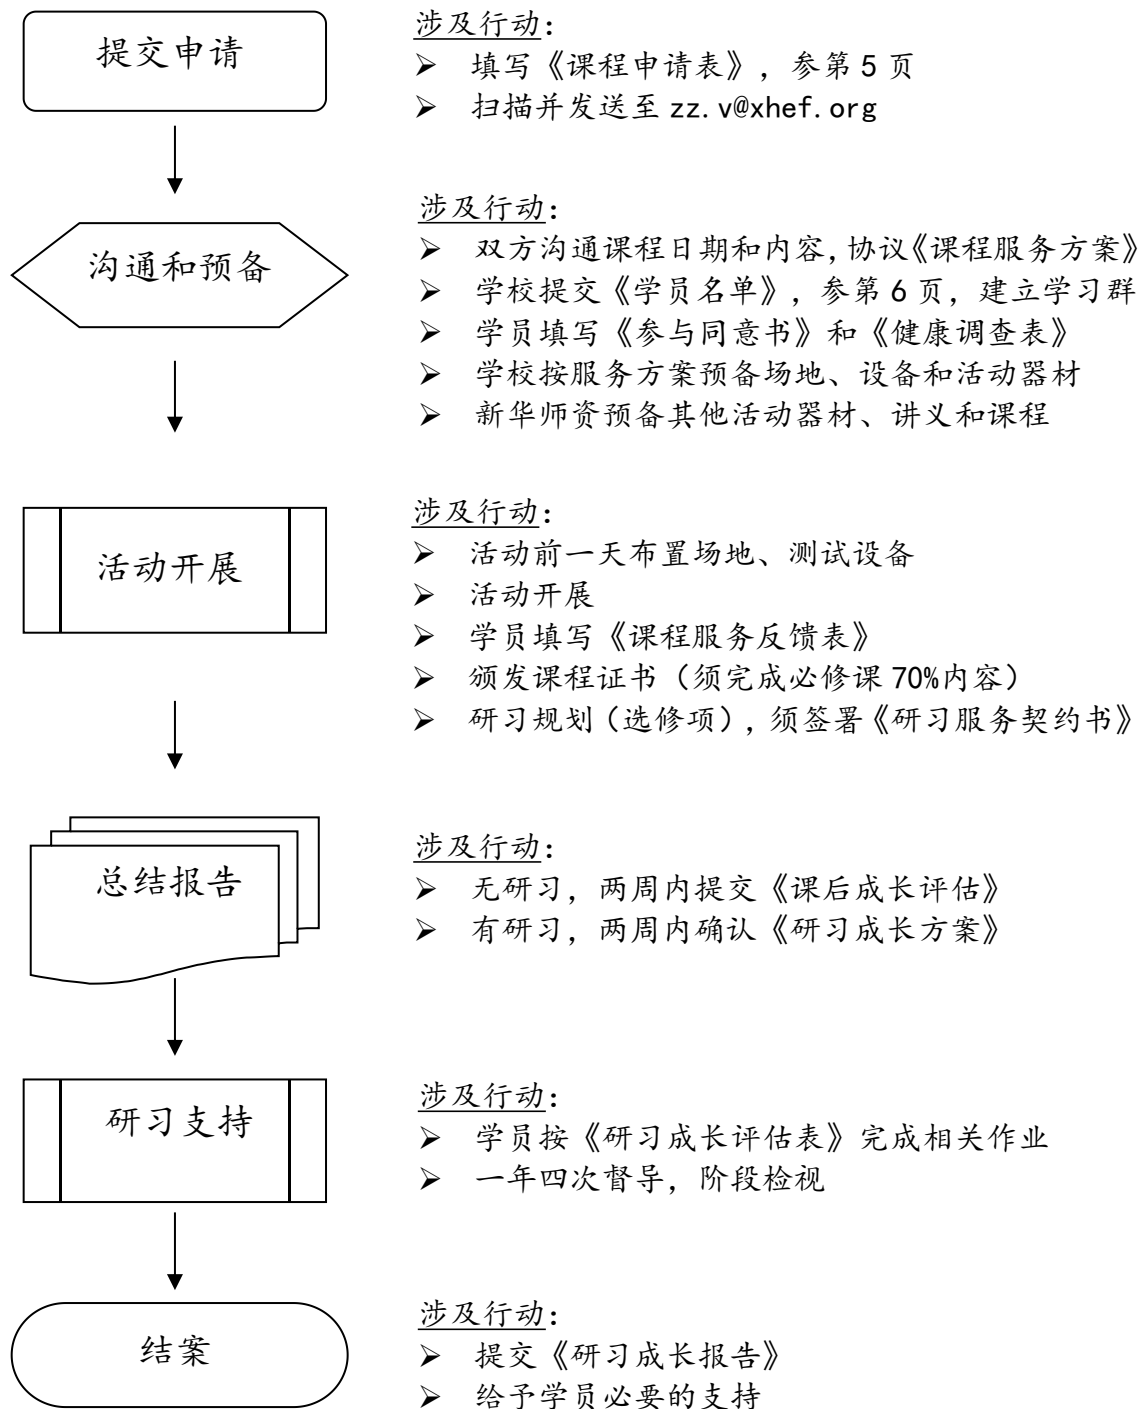 提交申请
涉及行动：
➢ 填写《课程申请表》，参第 5 页
➢ 扫描并发送至 zz.v@xhef.org
沟通和预备
涉及行动：
➢ 双方沟通课程日期和内容，协议《课程服务方案》
➢ 学校提交《学员名单》，参第 6 页，建立学习群
➢ 学员填写《参与同意书》和《健康调查表》
➢ 学校按服务方案预备场地、设备和活动器材
➢ 新华师资预备其他活动器材、讲义和课程
活动开展
涉及行动：
➢ 活动前一天布置场地、测试设备
➢ 活动开展
➢ 学员填写《课程服务反馈表》
➢ 颁发课程证书（须完成必修课 70%内容）
➢ 研习规划（选修项），须签署《研习服务契约书》
总结报告
涉及行动：
➢ 无研习，两周内提交《课后成长评估》
➢ 有研习，两周内确认《研习成长方案》
研习支持
涉及行动：
➢ 学员按《研习成长评估表》完成相关作业
➢ 一年四次督导，阶段检视
结案
涉及行动：
➢ 提交《研习成长报告》
➢ 给予学员必要的支持